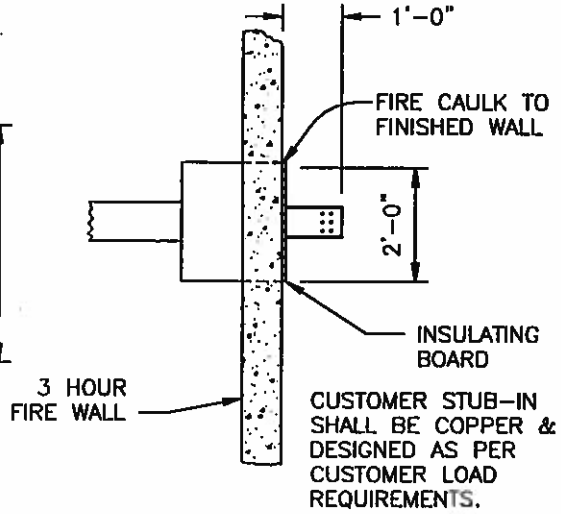 1'-0"
FIRE CAULK TO
FINISHED WALL
2'-0"
INSULATING
BOARD
3 HOUR
FIRE WALL
CUSTOMER STUB-IN
SHALL BE COPPER &
DESIGNED AS PER
CUSTOMER LOAD
REQUIREMENTS.